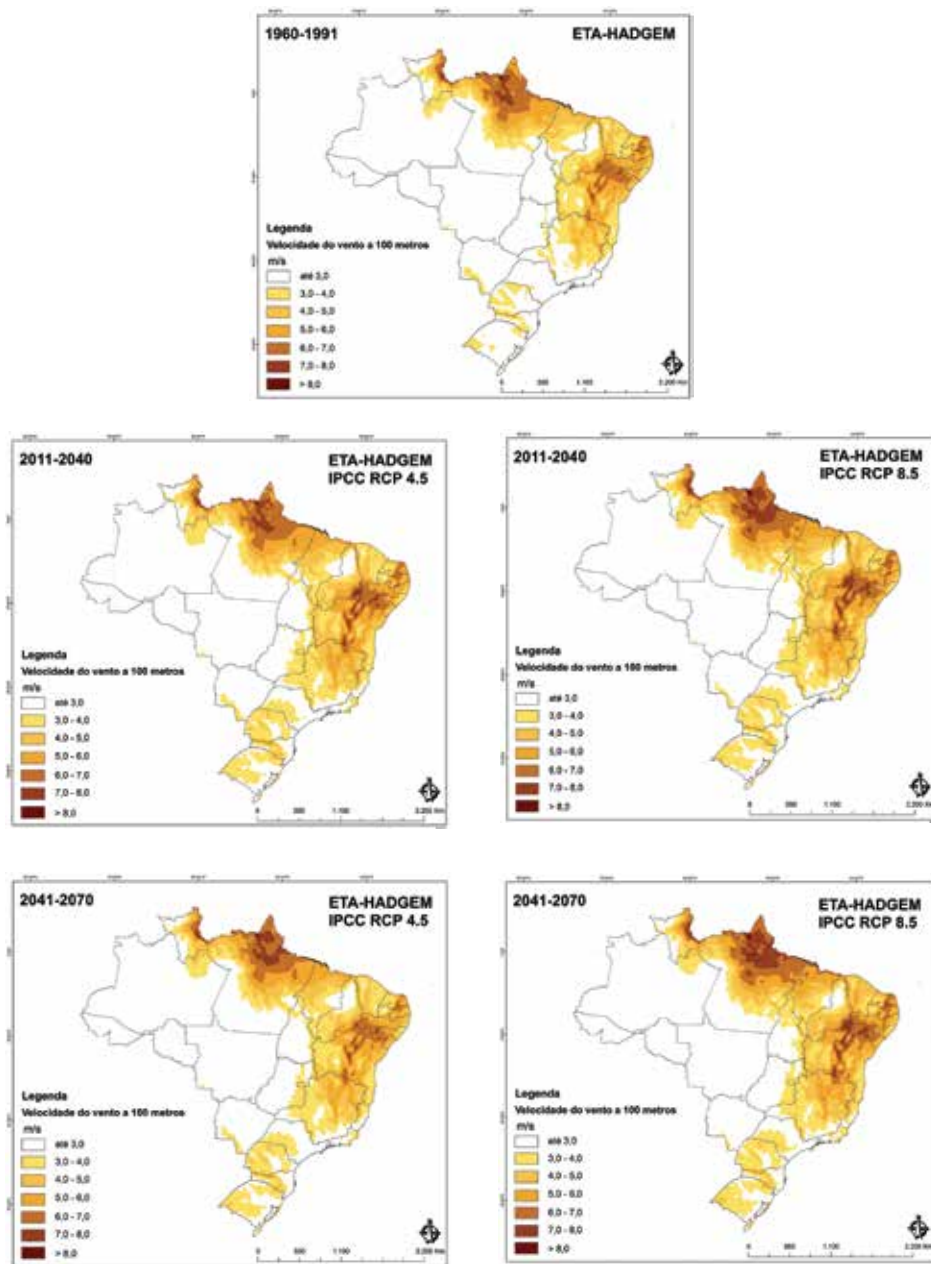 1960-1991
ETA-HADGEM
Legenda
Velocidade do vento a 100 metros
m/s
até 3,0
3,0 - 4,0
4,0 - 5,0
5,0 - 6,0
6,0 - 7,0
7,0 - 8,0
> 8,0
2011-2040
ETA-HADGEM
IPCC RCP 4.5
Legenda
Velocidade do vento a 100 metros
m/s
até 3,0
3,0 - 4,0
4,0 - 5,0
5,0 - 6,0
6,0 - 7,0
7,0 - 8,0
> 8,0
2011-2040
ETA-HADGEM
IPCC RCP 8.5
Legenda
Velocidade do vento a 100 metros
m/s
até 3,0
3,0 - 4,0
4,0 - 5,0
5,0 - 6,0
6,0 - 7,0
7,0 - 8,0
> 8,0
2041-2070
ETA-HADGEM
IPCC RCP 4.5
Legenda
Velocidade do vento a 100 metros
m/s
até 3,0
3,0 - 4,0
4,0 - 5,0
5,0 - 6,0
6,0 - 7,0
7,0 - 8,0
> 8,0
2041-2070
ETA-HADGEM
IPCC RCP 8.5
Legenda
Velocidade do vento a 100 metros
m/s
até 3,0
3,0 - 4,0
4,0 - 5,0
5,0 - 6,0
6,0 - 7,0
7,0 - 8,0
> 8,0